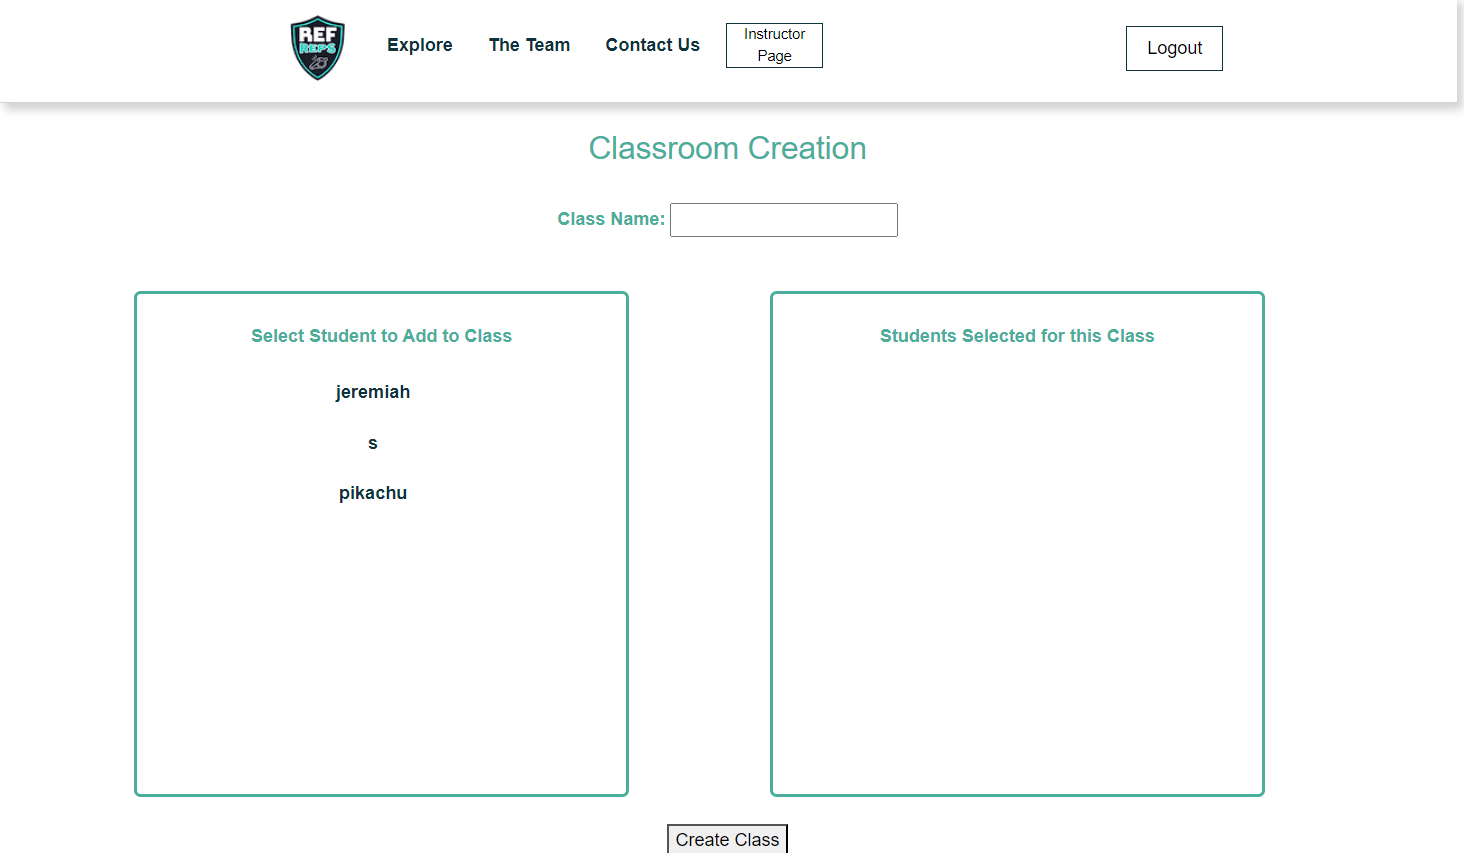 REF
REPS
Explore
The Team
Contact Us
Instructor
Page
Logout
Classroom Creation
Class Name:
Select Student to Add to Class
jeremiah
s
pikachu
Students Selected for this Class
Create Class